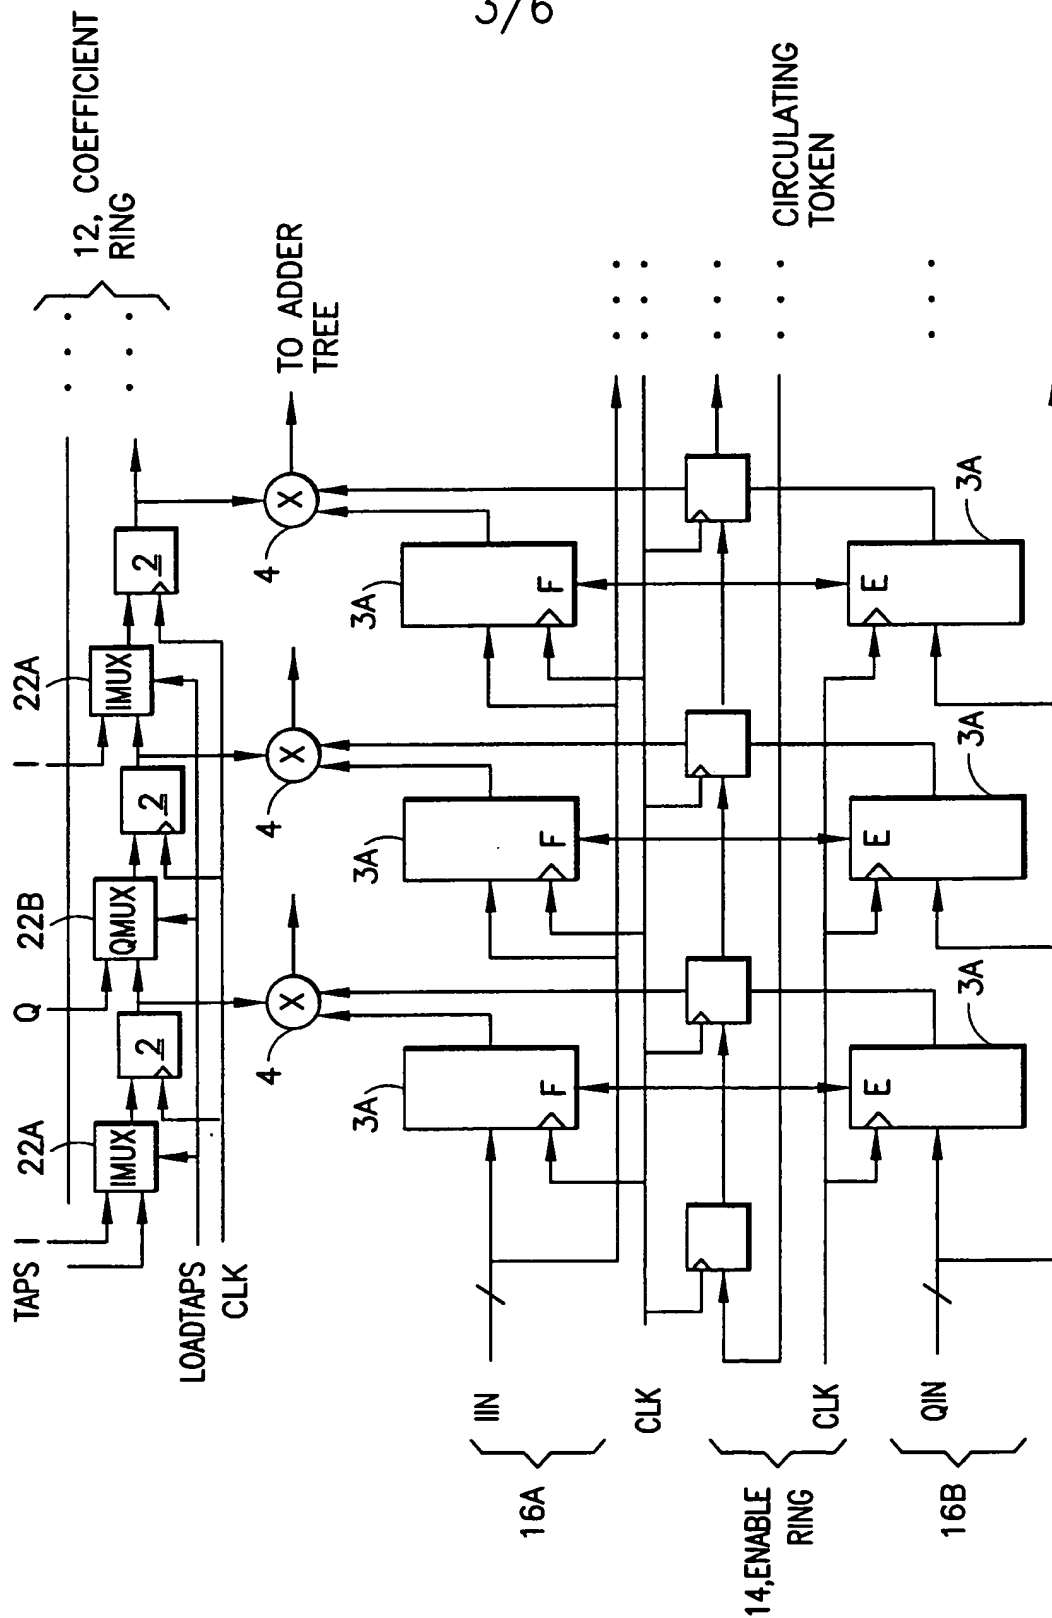 3/6
12, COEFFICIENT
RING
TAPS
I
22A
Q
22B
I
22A
IMUX
2
QMUX
2
IMUX
2
LOADTAPS
CLK
X
4
X
4
X
4
TO ADDER
TREE
3A
3A
3A
F
F
F
IIN
16A
CLK
14,ENABLE
RING
CIRCULATING
TOKEN
CLK
E
E
E
3A
3A
3A
QIN
16B